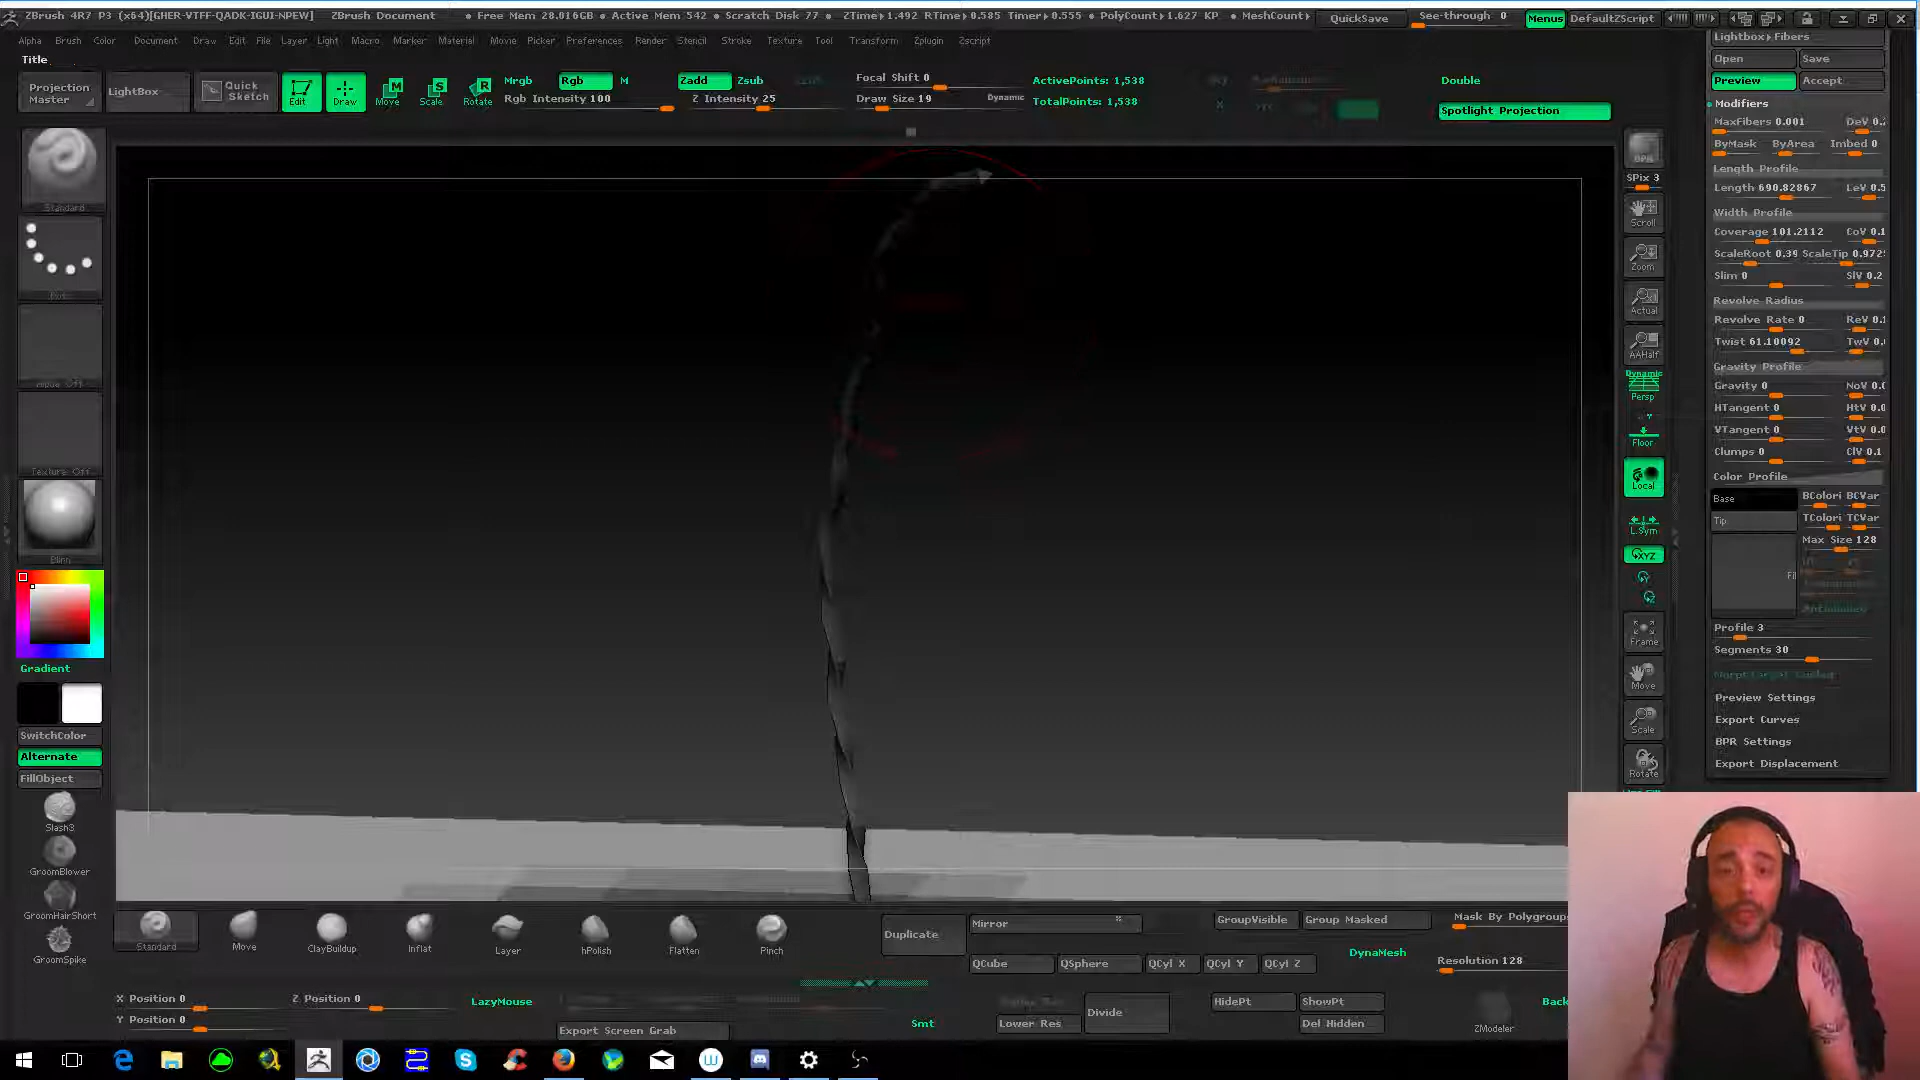 ZBrush 4R7 P3 (x64)[GHER-VTFF-QADK-IGUI-NPEW] ZBrush Document • Free Mem 28.016GB • Active Mem 542 • Scratch Disk 77 • ZTime 1.492 RTime 0.585 Timer 0.555 • PolyCount 1.627 KP • MeshCount QuickSave See-through 0 Menus DefaultZScript
Alpha Brush Color Document Draw Edit File Layer Light Macro Marker Material Movie Picker Preferences Render Stencil Stroke Texture Tool Transform Zplugin Zscript
Title
Projection Master
LightBox
Quick Sketch
Edit
Draw
Move
Scale
Rotate
Mrgb Rgb M
Rgb Intensity 100
Zadd Zsub
Z Intensity 25
Focal Shift 0
Draw Size 19
Dynamic
ActivePoints: 1,538
TotalPoints: 1,538
Double
Spotlight Projection
Standard
Texture Off
Blinn
Gradient
SwitchColor
Alternate
FillObject
Slash3
GroomBlower
GroomHairShort
GroomSpike
BPR
SPix 3
Scroll
Zoom
Actual
AAHalf
Dynamic
Persp
Floor
Local
L.Sym
XYZ
Frame
Move
Scale
Rotate
Lightbox Fibers
Open Save
Preview Accept
Modifiers
MaxFibers 0.001 DeV 0.
ByMask ByArea Imbed 0
Length Profile
Length 690.82867 LeV 0.5
Width Profile
Coverage 101.2112 CoV 0.1
ScaleRoot 0.39 ScaleTip 0.972
Slim 0 SlV 0.2
Revolve Radius
Revolve Rate 0 ReV 0.1
Twist 61.10092 TwV 0.
Gravity Profile
Gravity 0 NoV 0.
HTangent 0 HtV 0.
VTangent 0 VtV 0.
Clumps 0 ClV 0.1
Color Profile
Base BColori BCVar
Tip TColori TCVar
Max Size 128
Profile 3
Segments 30
Preview Settings
Export Curves
BPR Settings
Export Displacement
Standard Move ClayBuildup Inflat Layer hPolish Flatten Pinch
Duplicate
Mirror
QCube QSphere QCyl X QCyl Y QCyl Z
GroupVisible Group Masked
Mask By Polygroups
DynaMesh
Resolution 128
X Position 0 Z Position 0
Y Position 0
LazyMouse
Export Screen Grab
Smt
Lower Res
Divide
HidePt ShowPt
Del Hidden
ZModeler
Back